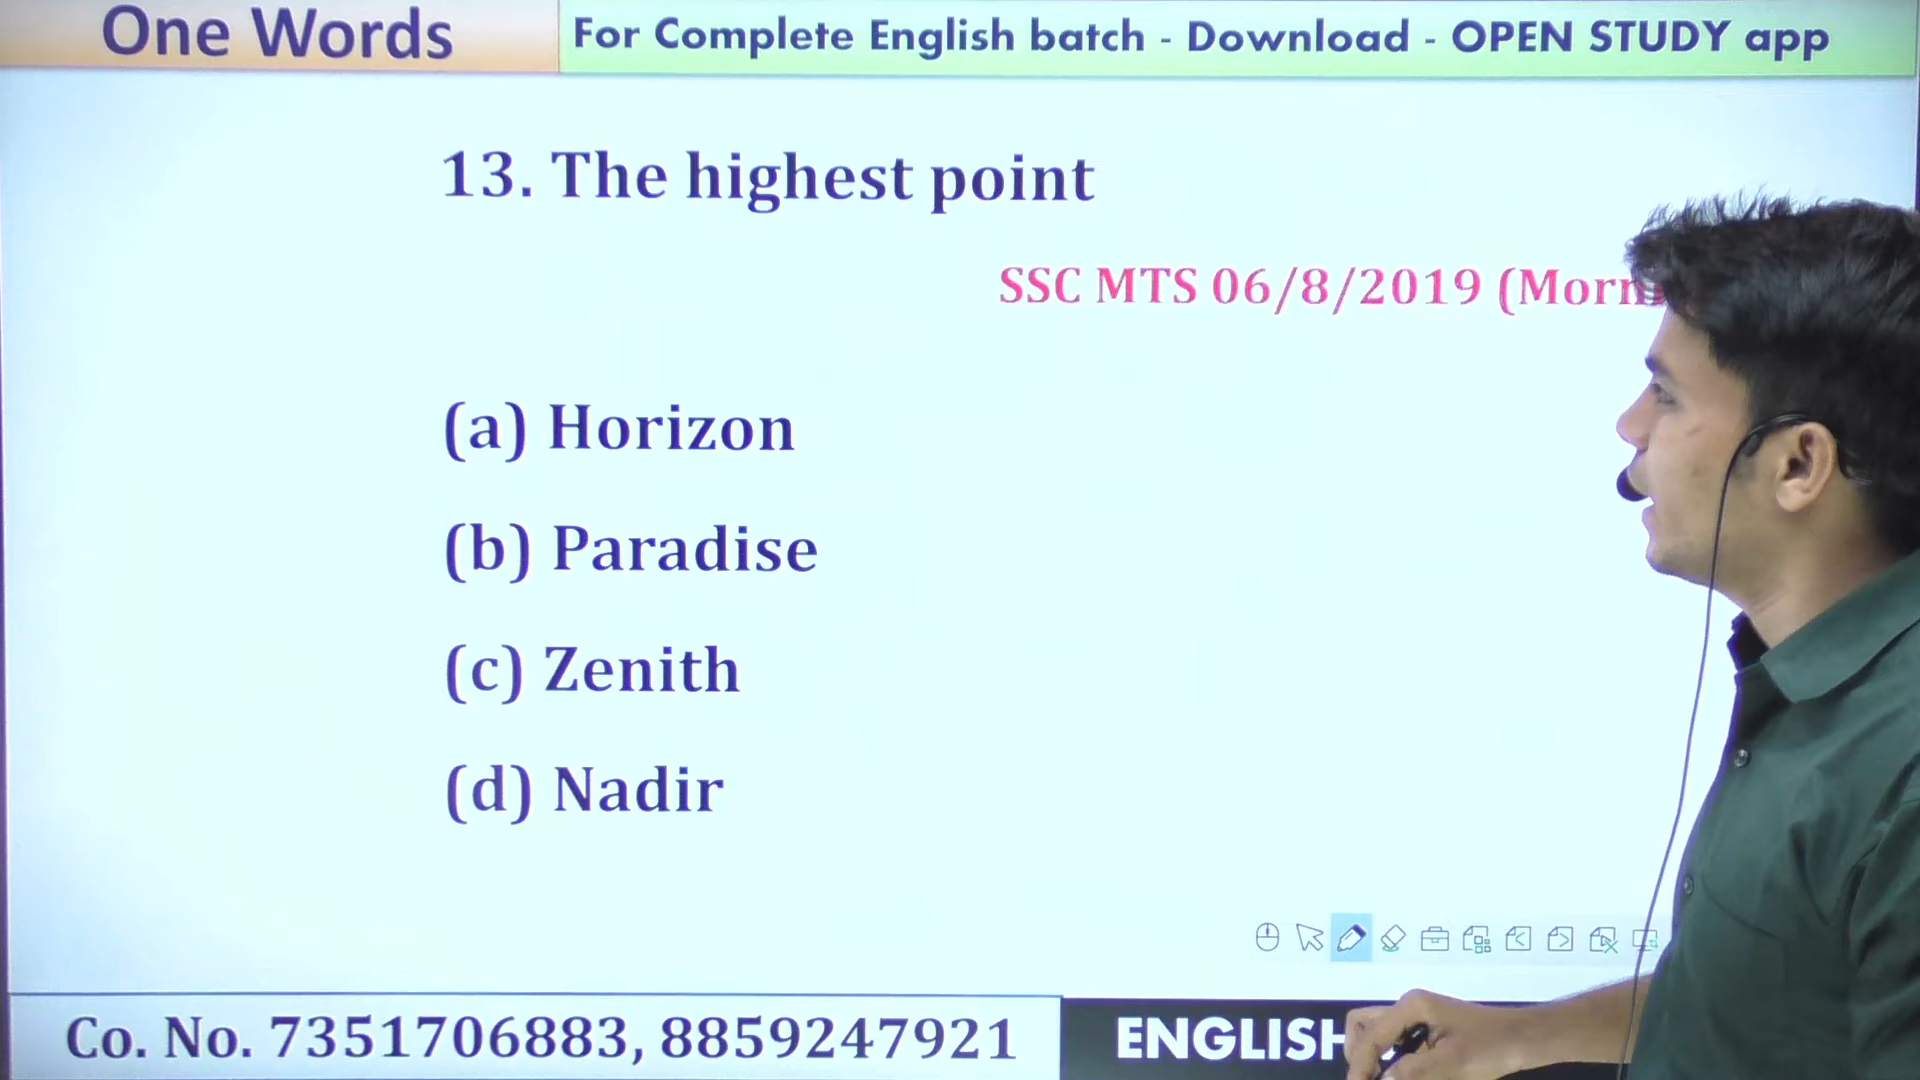 One Words
For Complete English batch - Download - OPEN STUDY app
13. The highest point
SSC MTS 06/8/2019
(a) Horizon
(b) Paradise
(c) Zenith
(d) Nadir
Co. No. 7351706883, 8859247921
ENGLISH